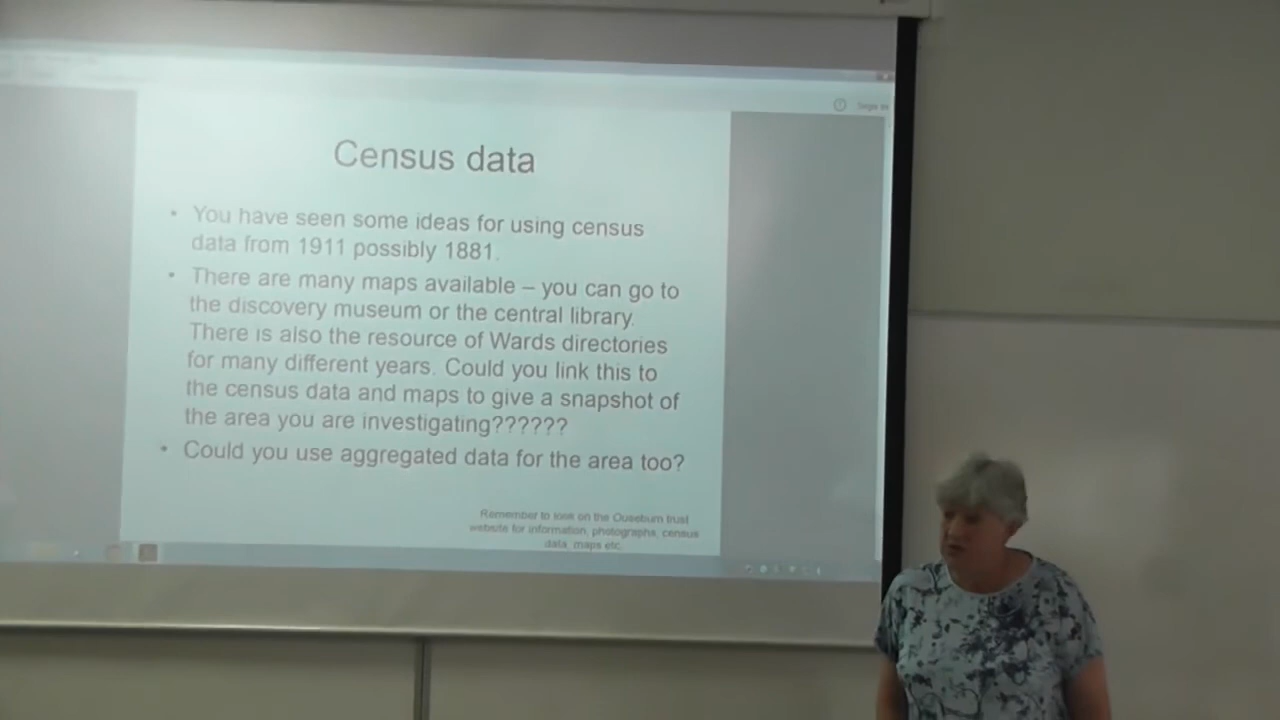 Sign in
Census data
• You have seen some ideas for using census
data from 1911 possibly 1881.
• There are many maps available – you can go to
the discovery museum or the central library.
There is also the resource of Wards directories
for many different years. Could you link this to
the census data and maps to give a snapshot of
the area you are investigating??????
• Could you use aggregated data for the area too?
Remember to look on the Ouseburn trust
website for information, photographs, census
data, maps etc.